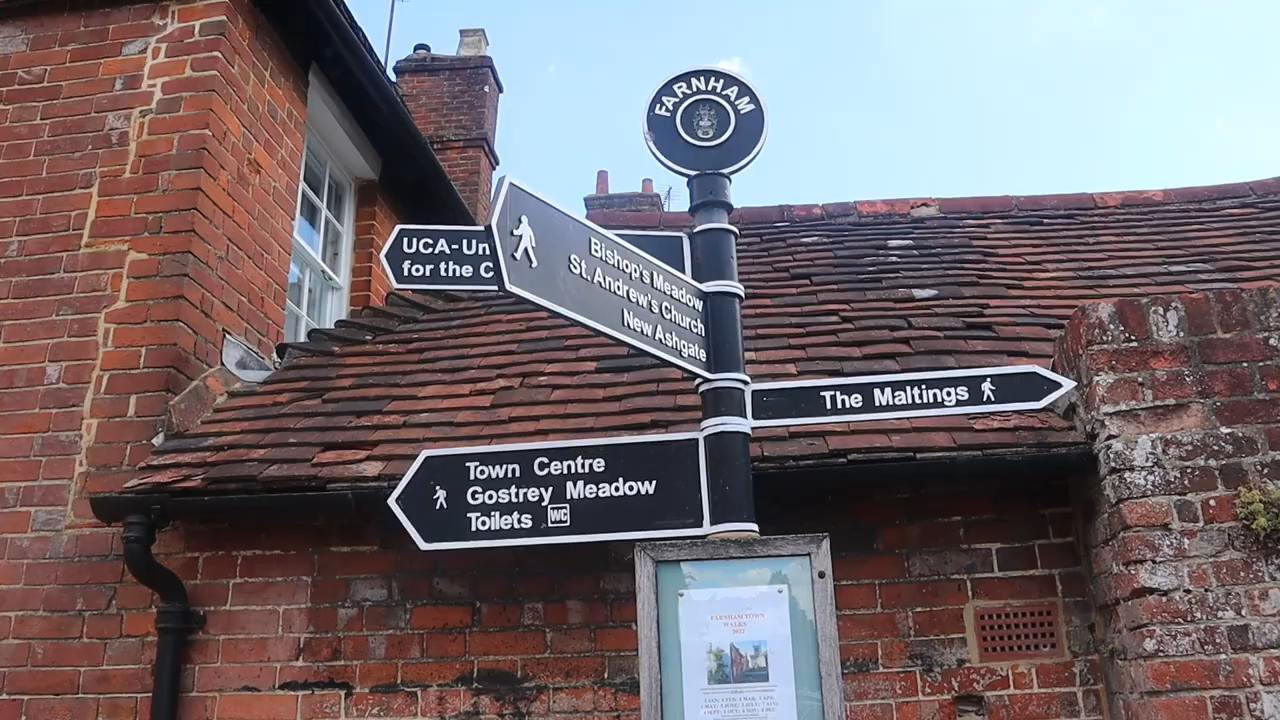 FARNHAM
UCA-Un
for the C
Bishop's Meadow
St. Andrew's Church
New Ashgate
The Maltings
Town Centre
Gostrey Meadow
Toilets WC
FARNHAM TOWN
WALKS
2022